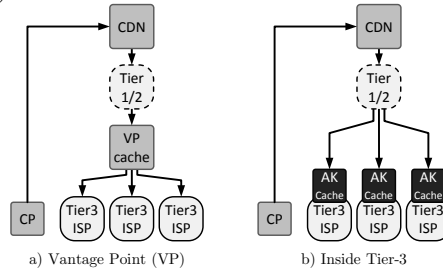 CDN
Tier
1/2
VP
cache
CP
Tier3
ISP
Tier3
ISP
Tier3
ISP
a) Vantage Point (VP)
CDN
Tier
1/2
AK
Cache
AK
Cache
AK
Cache
CP
Tier3
ISP
Tier3
ISP
Tier3
ISP
b) Inside Tier-3